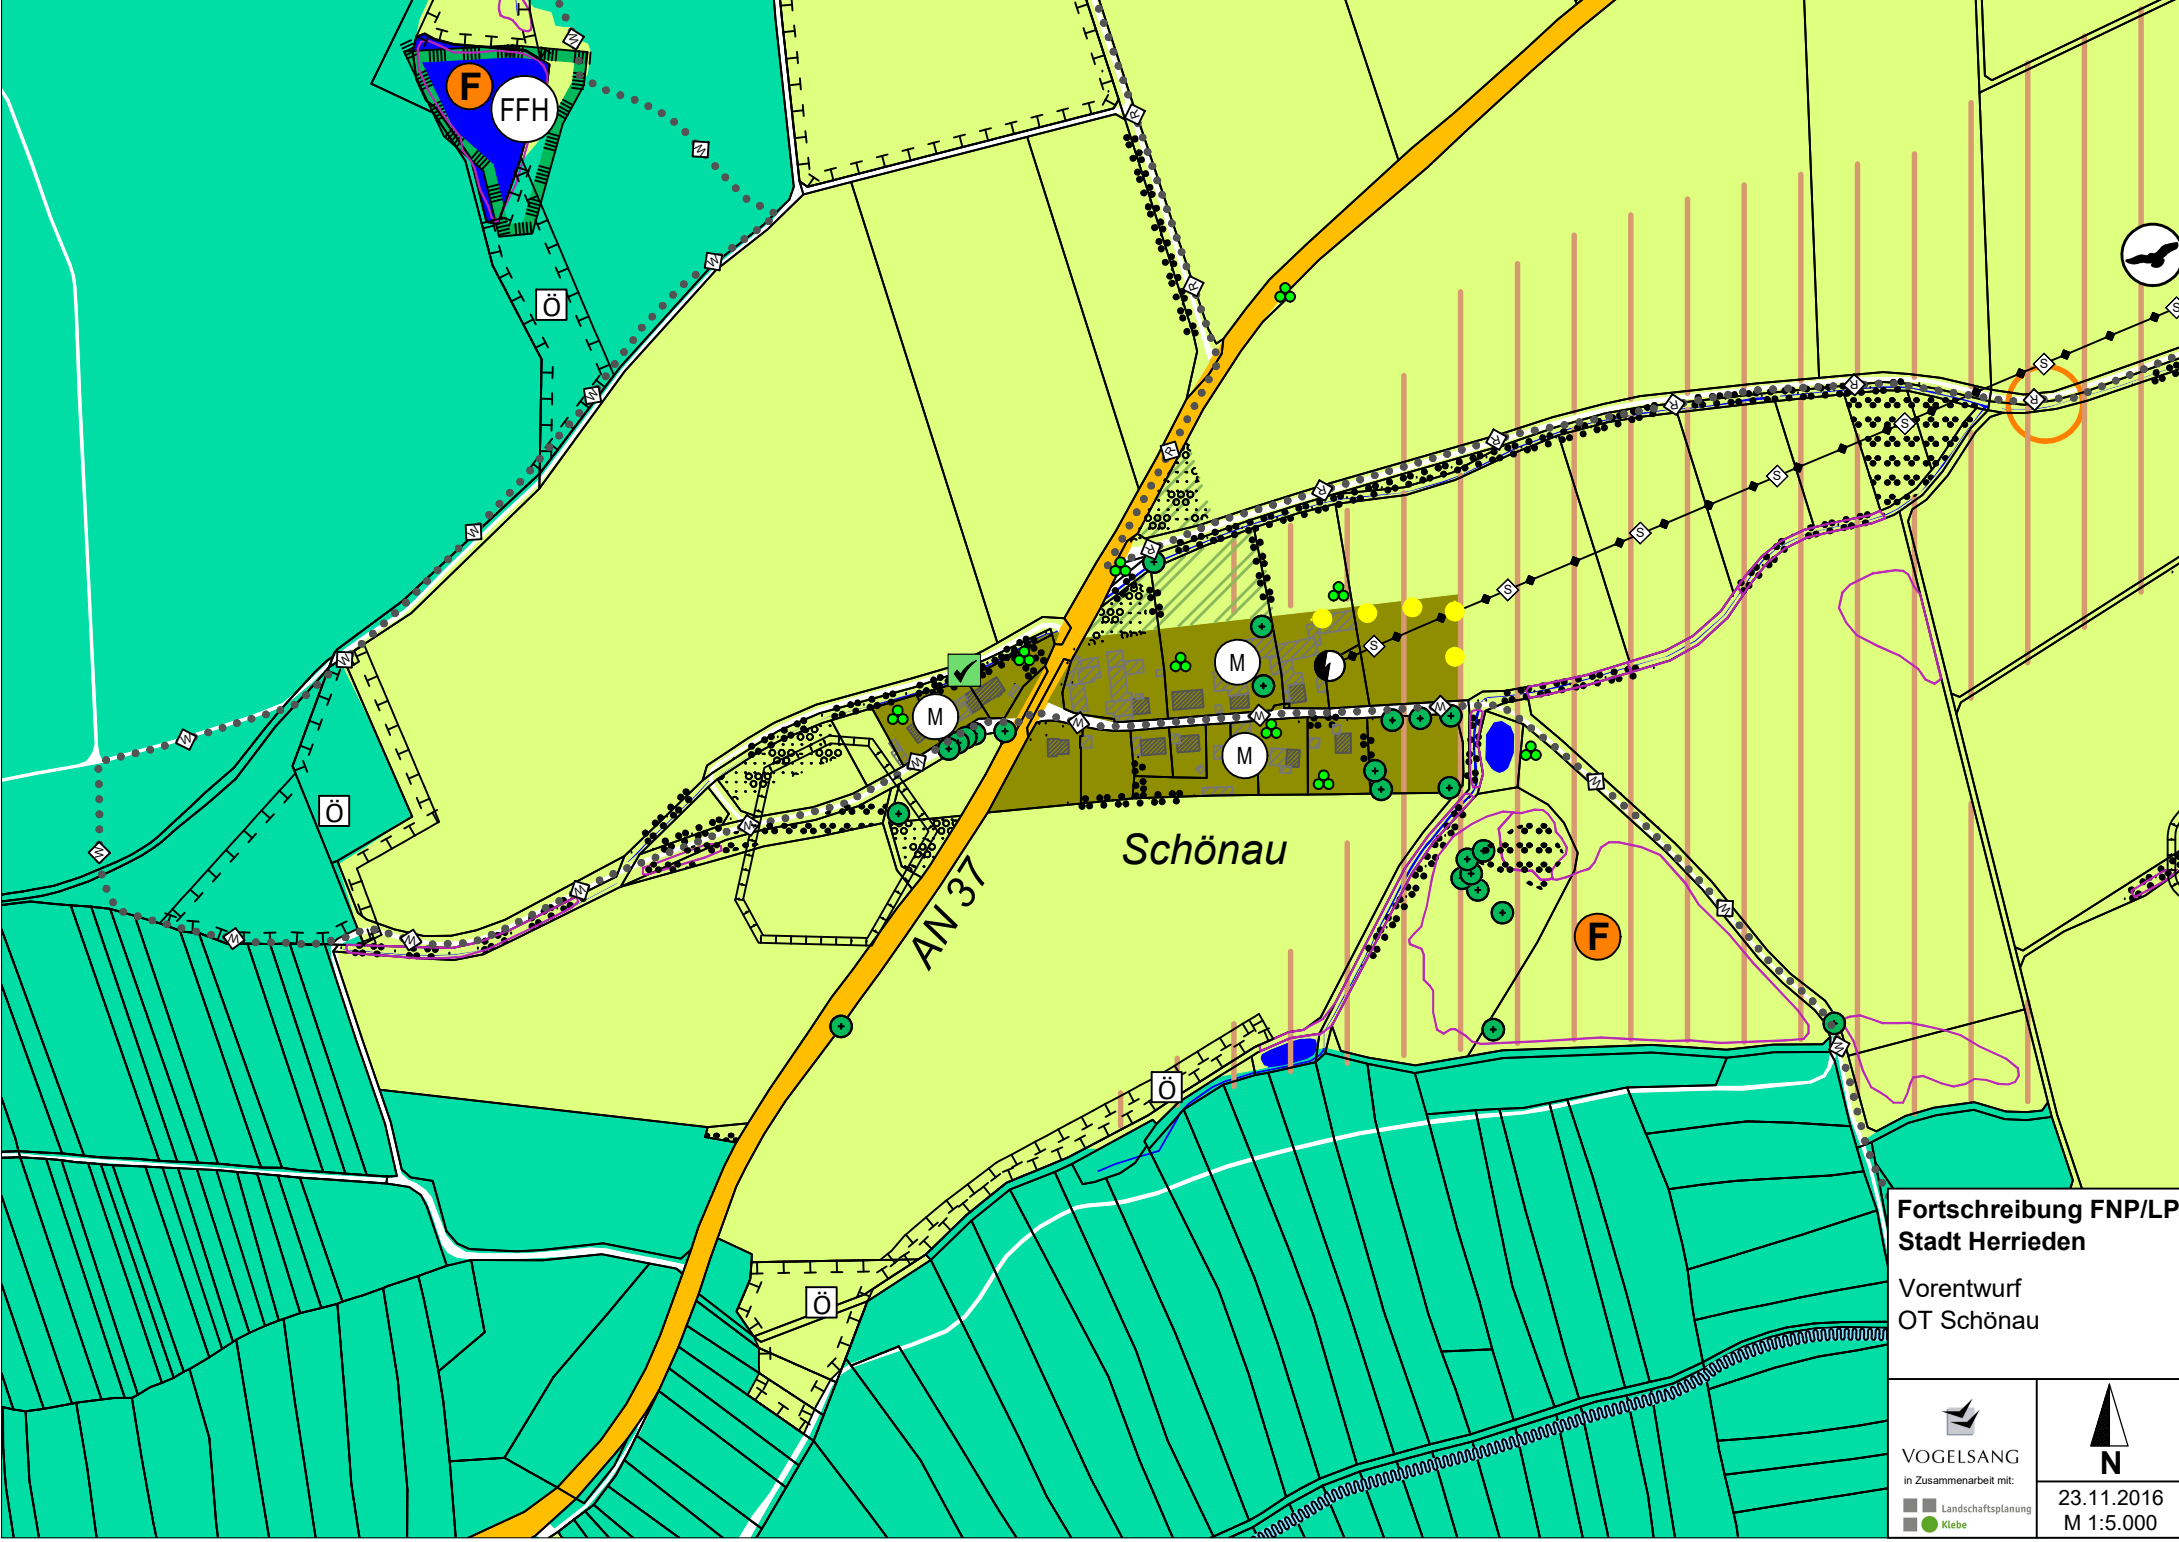 F
FFH
W
W
R
W
R
Ö
W
S
S
R
R
W
R
S
R
R
S
W
S
R
S
M
S
W
M
W
W
W
W
M
W
W
Ö
W
W
Schönau
AN 37
W
W
F
W
W
W
Ö
Ö
Fortschreibung FNP/LP
Stadt Herrieden
Vorentwurf
OT Schönau
VOGELSANG
in Zusammenarbeit mit:
Landschaftsplanung
Klebe
N
23.11.2016
M 1:5.000